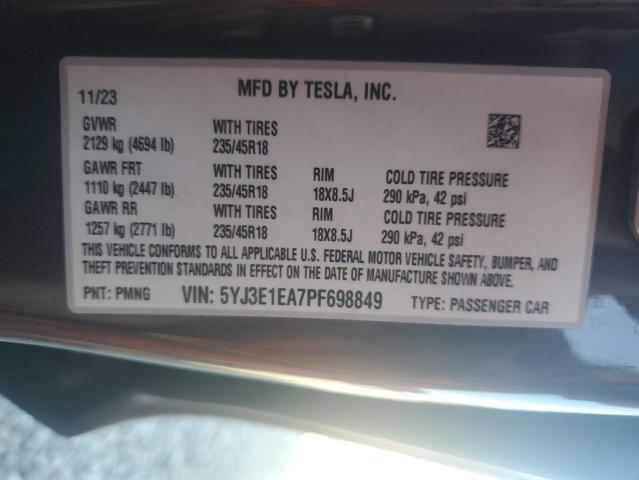 MFD BY TESLA, INC.
11/23
GVWR WITH TIRES
2129 kg (4694 lb) 235/45R18
GAWR FRT WITH TIRES RIM COLD TIRE PRESSURE
1110 kg (2447 lb) 235/45R18 18X8.5J 290 kPa, 42 psi
GAWR RR WITH TIRES RIM COLD TIRE PRESSURE
1257 kg (2771 lb) 235/45R18 18X8.5J 290 kPa, 42 psi
THIS VEHICLE CONFORMS TO ALL APPLICABLE U.S. FEDERAL MOTOR VEHICLE SAFETY, BUMPER, AND
THEFT PREVENTION STANDARDS IN EFFECT ON THE DATE OF MANUFACTURE SHOWN ABOVE.
PNT: PMNG VIN: 5YJ3E1EA7PF698849 TYPE: PASSENGER CAR